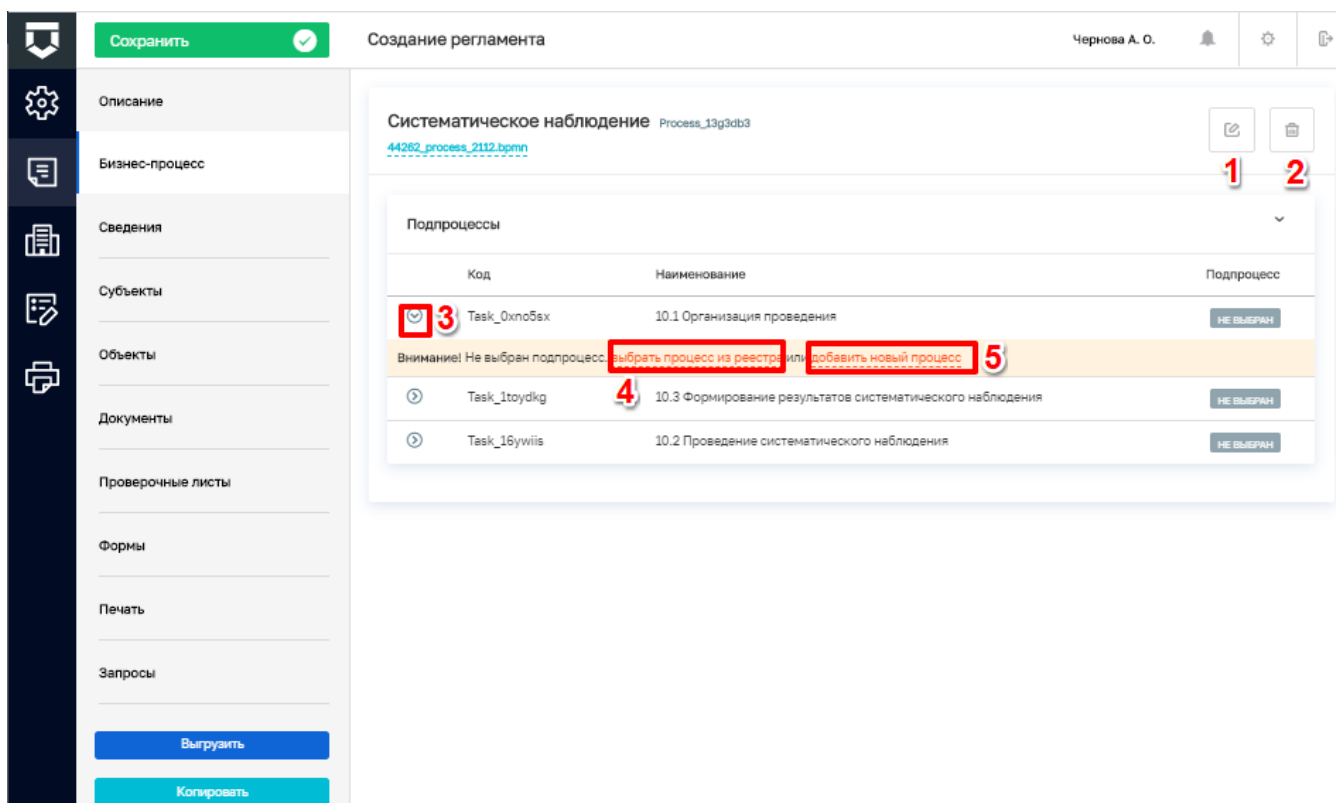 Сохранить
Создание регламента
Чернова А. О.
Описание
Бизнес-процесс
Сведения
Субъекты
Объекты
Документы
Проверочные листы
Формы
Печать
Запросы
Выгрузить
Копировать
Систематическое наблюдение Process_13g3db3
44262_process_2112.bpmn
1 2
Подпроцессы
Код Наименование Подпроцесс
3 Task_0xno5sx 10.1 Организация проведения НЕ ВЫБРАН
Внимание! Не выбран подпроцесс. выбрать процесс из реестра или добавить новый процесс 5
4
Task_1toydkg 10.3 Формирование результатов систематического наблюдения НЕ ВЫБРАН
Task_16ywiis 10.2 Проведение систематического наблюдения НЕ ВЫБРАН